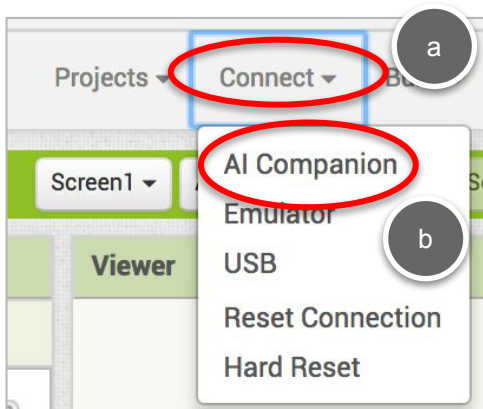 Projects Connect a
Screen1
AI Companion
Emulator
b
Viewer
USB
Reset Connection
Hard Reset